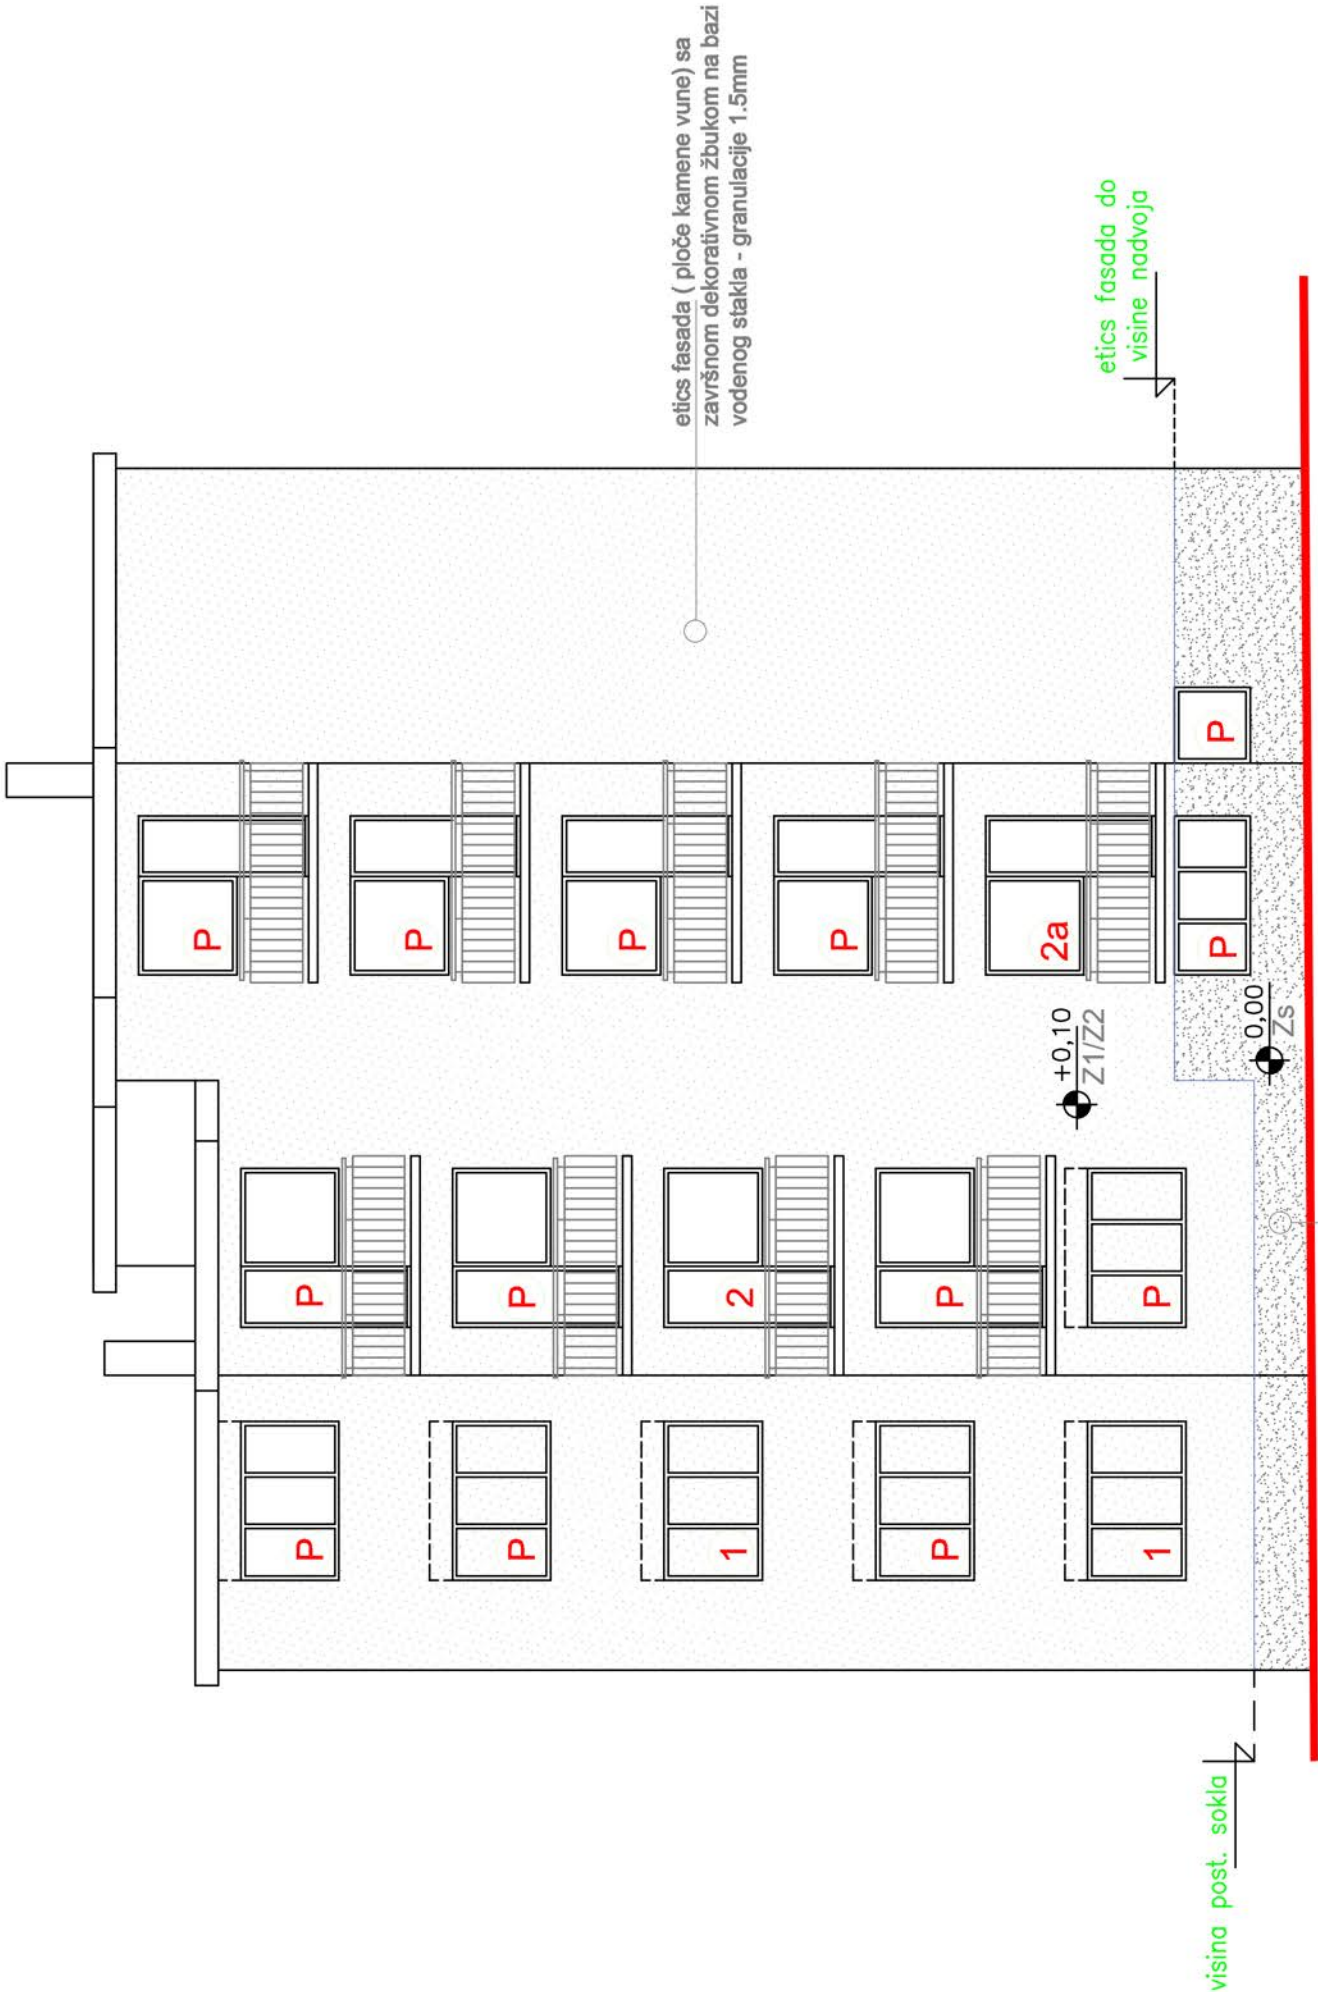 etics fasada ( ploče kamene vune) sa
završnom dekorativnom žbukom na bazi
vodenog stakla - granulacije 1.5mm
etics fasada do
visine nadvoja
visina post. sokla
P
P
P
P
P
P
P
P
P
2a
1
2
+0,10
Z1/Z2
P
P
P
1
P
P
P
0,00
Zs